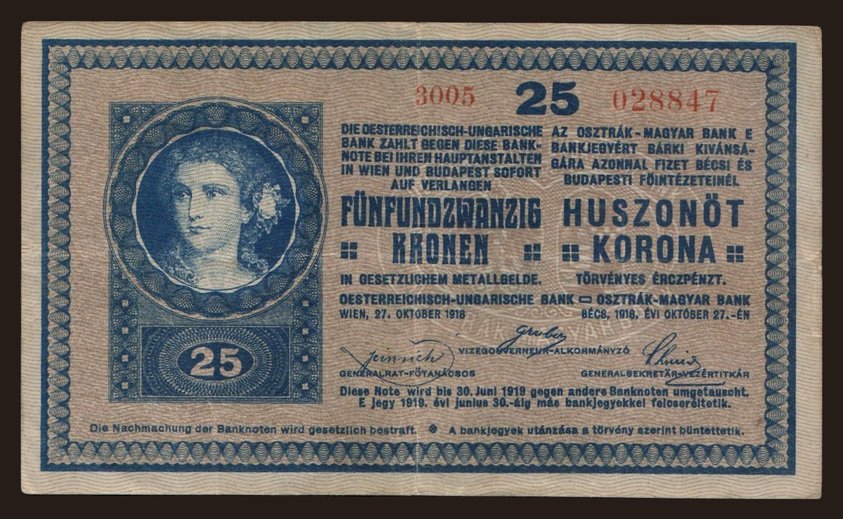 3005 25 028847
DIE OESTERREICHISCH-UNGARISCHE
BANK ZAHLT GEGEN DIESE BANK-
NOTE BEI IHREN HAUPTANSTALTEN
IN WIEN UND BUDAPEST SOFORT
AUF VERLANGEN
FÜNFUNDZWANZIG
KRONEN
IN GESETZLICHEM METALLGELDE.
OESTERREICHISCH-UNGARISCHE BANK
WIEN, 27. OKTOBER 1918
AZ OSZTRÁK-MAGYAR BANK E
BANKJEGYÉRT BÁRKI KIVÁNSÁ-
GÁRA AZONNAL FIZET BÉCSI ÉS
BUDAPESTI FŐINTÉZETEINÉL
HUSZONÖT
KORONA
TÖRVÉNYES ÉRCZPÉNZT.
OSZTRÁK-MAGYAR BANK
BÉCS, 1918. ÉVI OKTÓBER 27.-ÉN
25
Gruber
VIZEGOUVERNEUR-ALKORMÁNYZÓ
GENERALRAT-FŐTANÁCSOS
GENERALSEKRETÄR-VEZÉRTITKÁR
Diese Note wird bis 30. Juni 1919 gegen andere Banknoten umgetauscht.
E jegy 1919. évi junius 30.-áig más bankjegyekkel felcseréltetik.
Die Nachmachung der Banknoten wird gesetzlich bestraft. A bankjegyek utánzása a törvény szerint büntettetik.